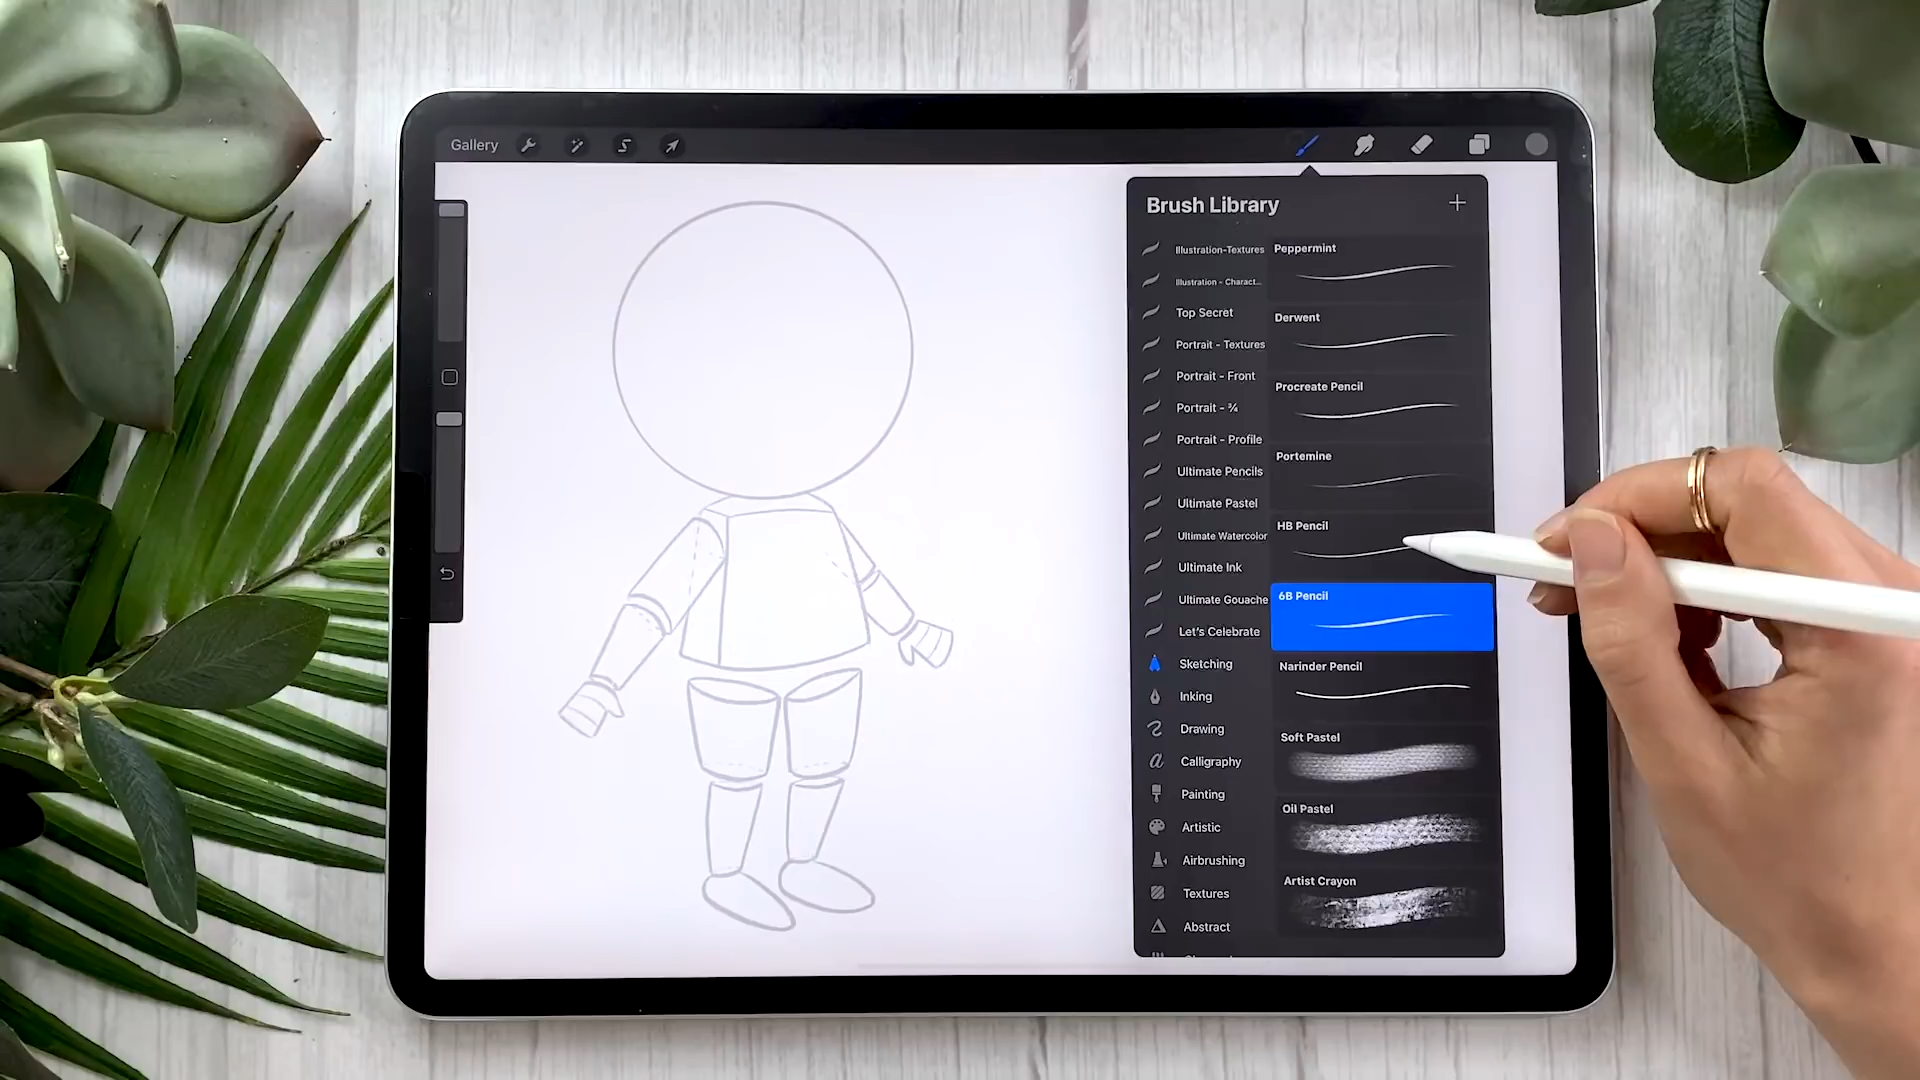 Gallery
Brush Library
Illustration-Textures
Illustration - Charact...
Top Secret
Portrait - Textures
Portrait - Front
Portrait - ¾
Portrait - Profile
Ultimate Pencils
Ultimate Pastel
Ultimate Watercolor
Ultimate Ink
Ultimate Gouache
Let's Celebrate
Sketching
Inking
Drawing
Calligraphy
Painting
Artistic
Airbrushing
Textures
Abstract
Peppermint
Derwent
Procreate Pencil
Portemine
HB Pencil
6B Pencil
Narinder Pencil
Soft Pastel
Oil Pastel
Artist Crayon